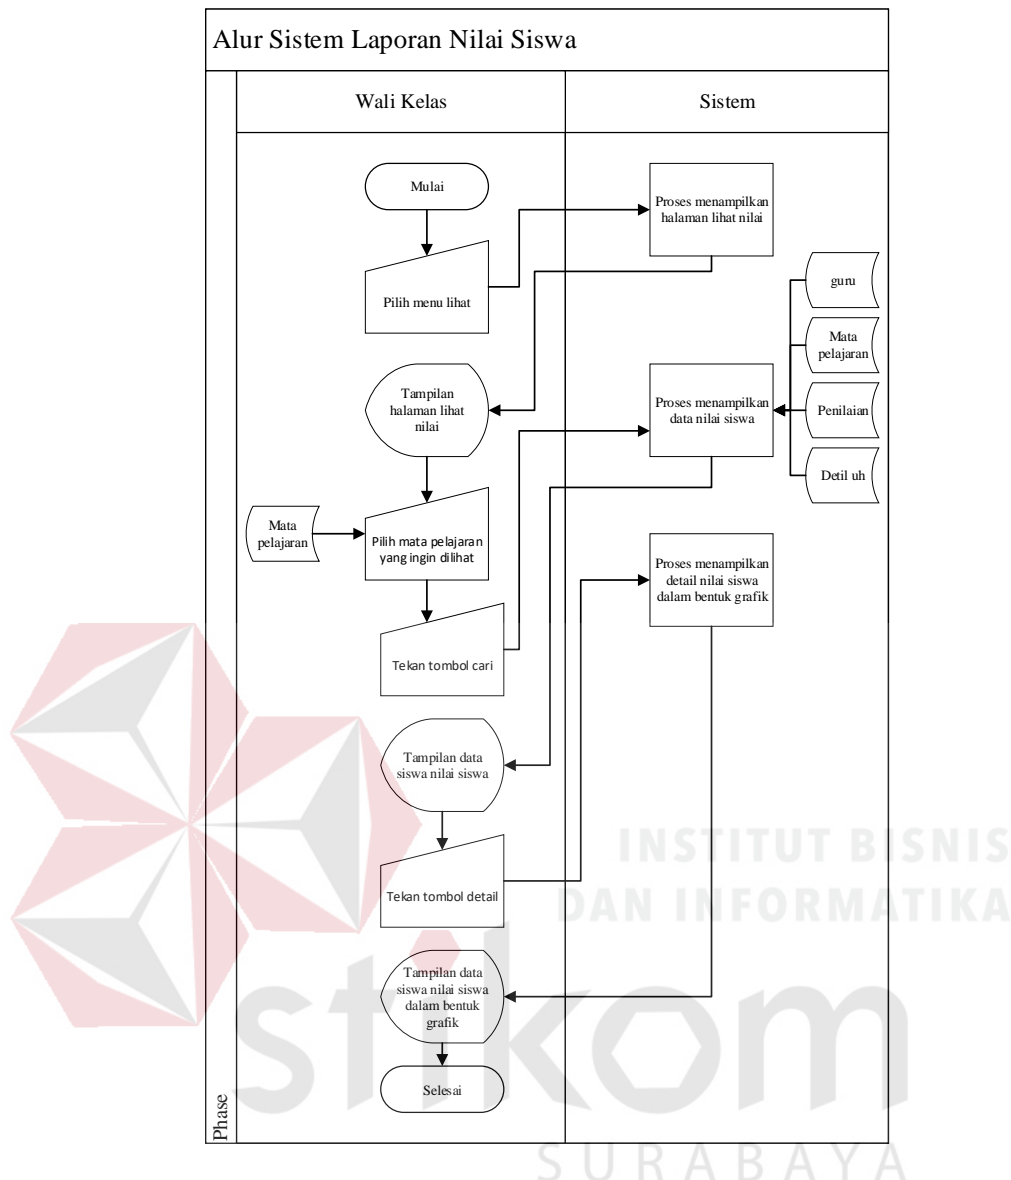 Alur Sistem Laporan Nilai Siswa
Wali Kelas
Sistem
Phase
Mulai
Pilih menu lihat
Proses menampilkan
halaman lihat nilai
Tampilan
halaman lihat
nilai
Mata
pelajaran
Pilih mata pelajaran
yang ingin dilihat
Tekan tombol cari
Proses menampilkan
data nilai siswa
guru
Mata
pelajaran
Penilaian
Detil uh
Tampilan data
siswa nilai siswa
Tekan tombol detail
Proses menampilkan
detail nilai siswa
dalam bentuk grafik
Tampilan data
siswa nilai siswa
dalam bentuk
grafik
Selesai
INSTITUT BISNIS
DAN INFORMATIKA
stikom
SURABAYA